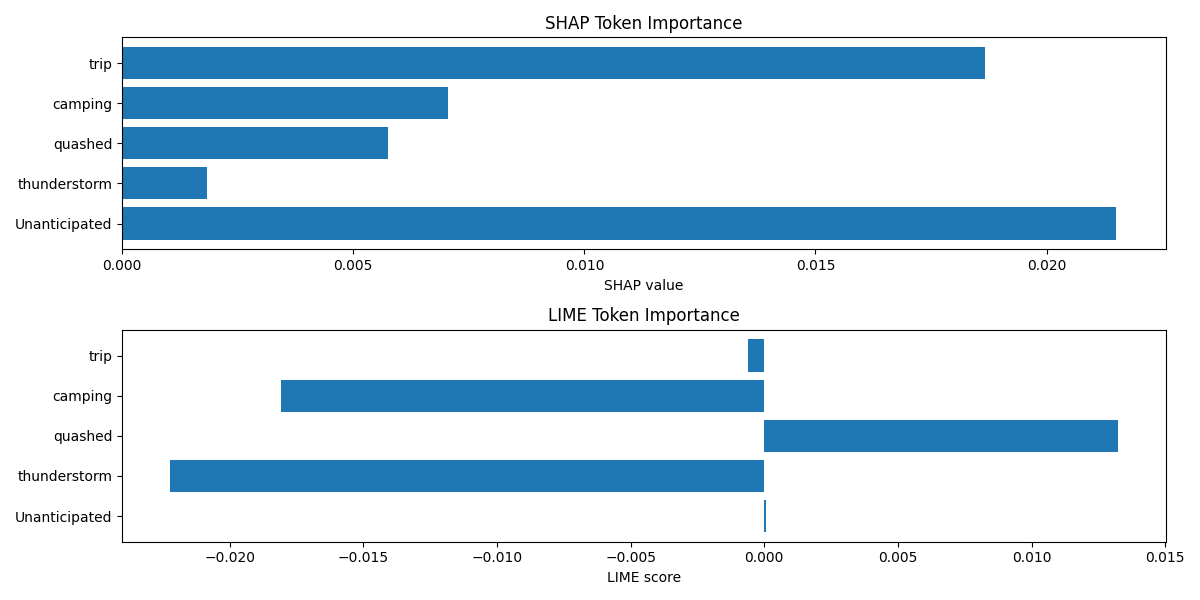 SHAP Token Importance
trip
camping
quashed
thunderstorm
Unanticipated
0.000 0.005 0.010 0.015 0.020
SHAP value
LIME Token Importance
trip
camping
quashed
thunderstorm
Unanticipated
−0.020 −0.015 −0.010 −0.005 0.000 0.005 0.010 0.015
LIME score